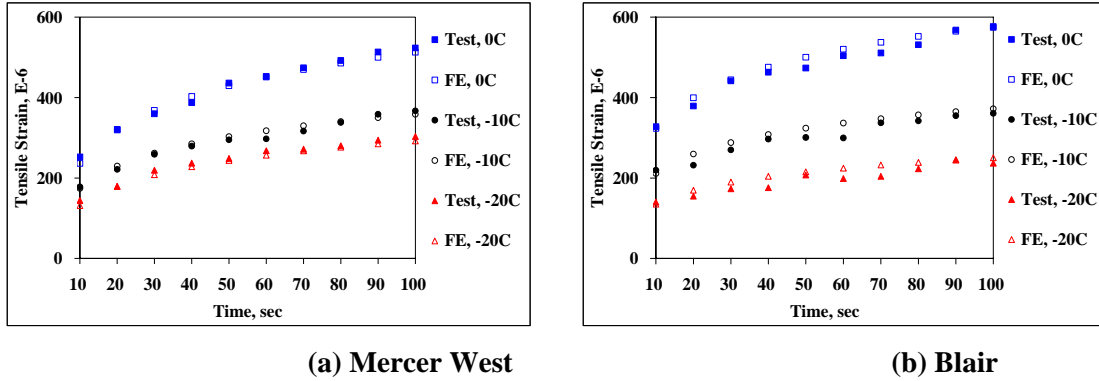 600
400
200
0
Tensile Strain, E-6
10 20 30 40 50 60 70 80 90 100
Time, sec
Test, 0C
FE, 0C
Test, -10C
FE, -10C
Test, -20C
FE, -20C
(a) Mercer West
600
400
200
0
Tensile Strain, E-6
10 20 30 40 50 60 70 80 90 100
Time, sec
Test, 0C
FE, 0C
Test, -10C
FE, -10C
Test, -20C
FE, -20C
(b) Blair